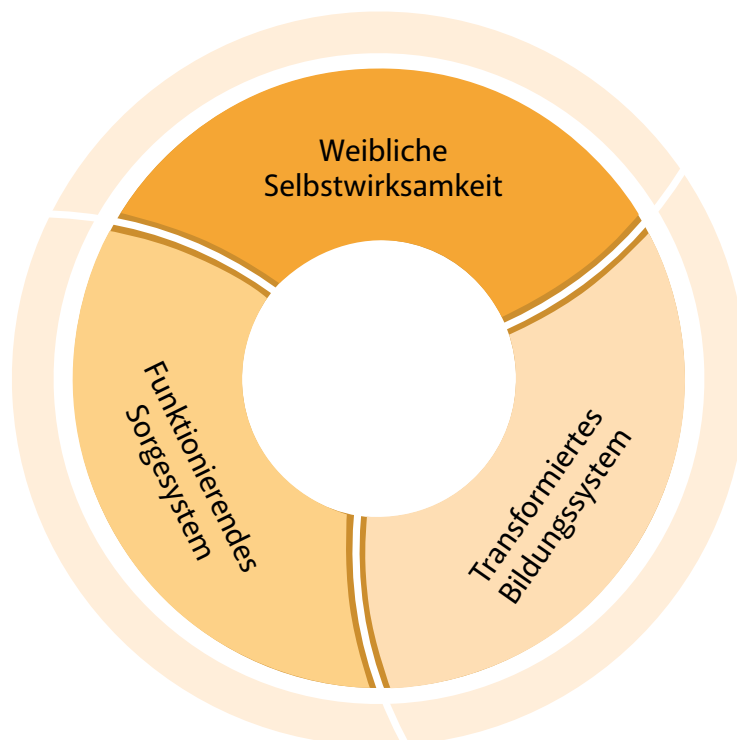 Weibliche
Selbstwirksamkeit
Funktionierendes
Sorgesystem
Transformiertes
Bildungssystem